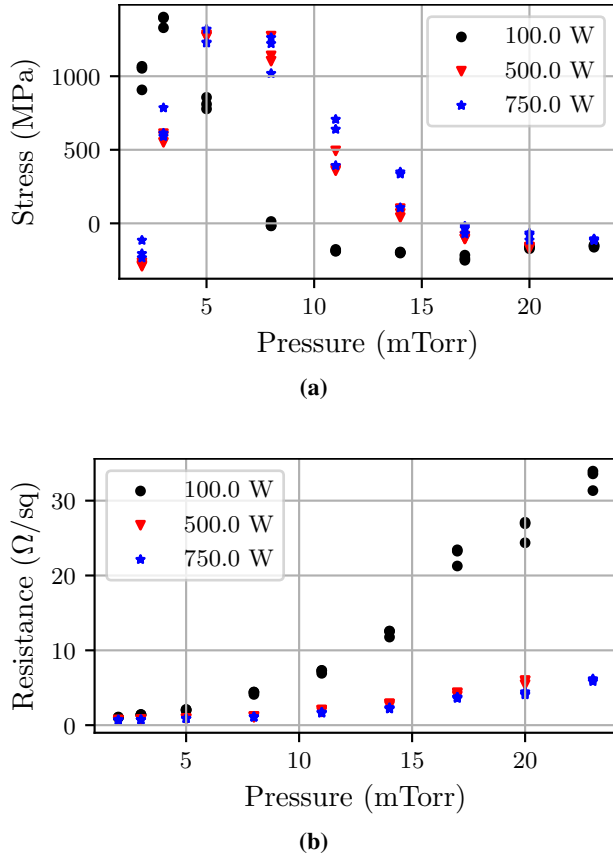 1000
500
0
Stress (MPa)
100.0 W
500.0 W
750.0 W
5
10
15
20
Pressure (mTorr)
(a)
30
20
10
0
Resistance (Ω/sq)
100.0 W
500.0 W
750.0 W
5
10
15
20
Pressure (mTorr)
(b)